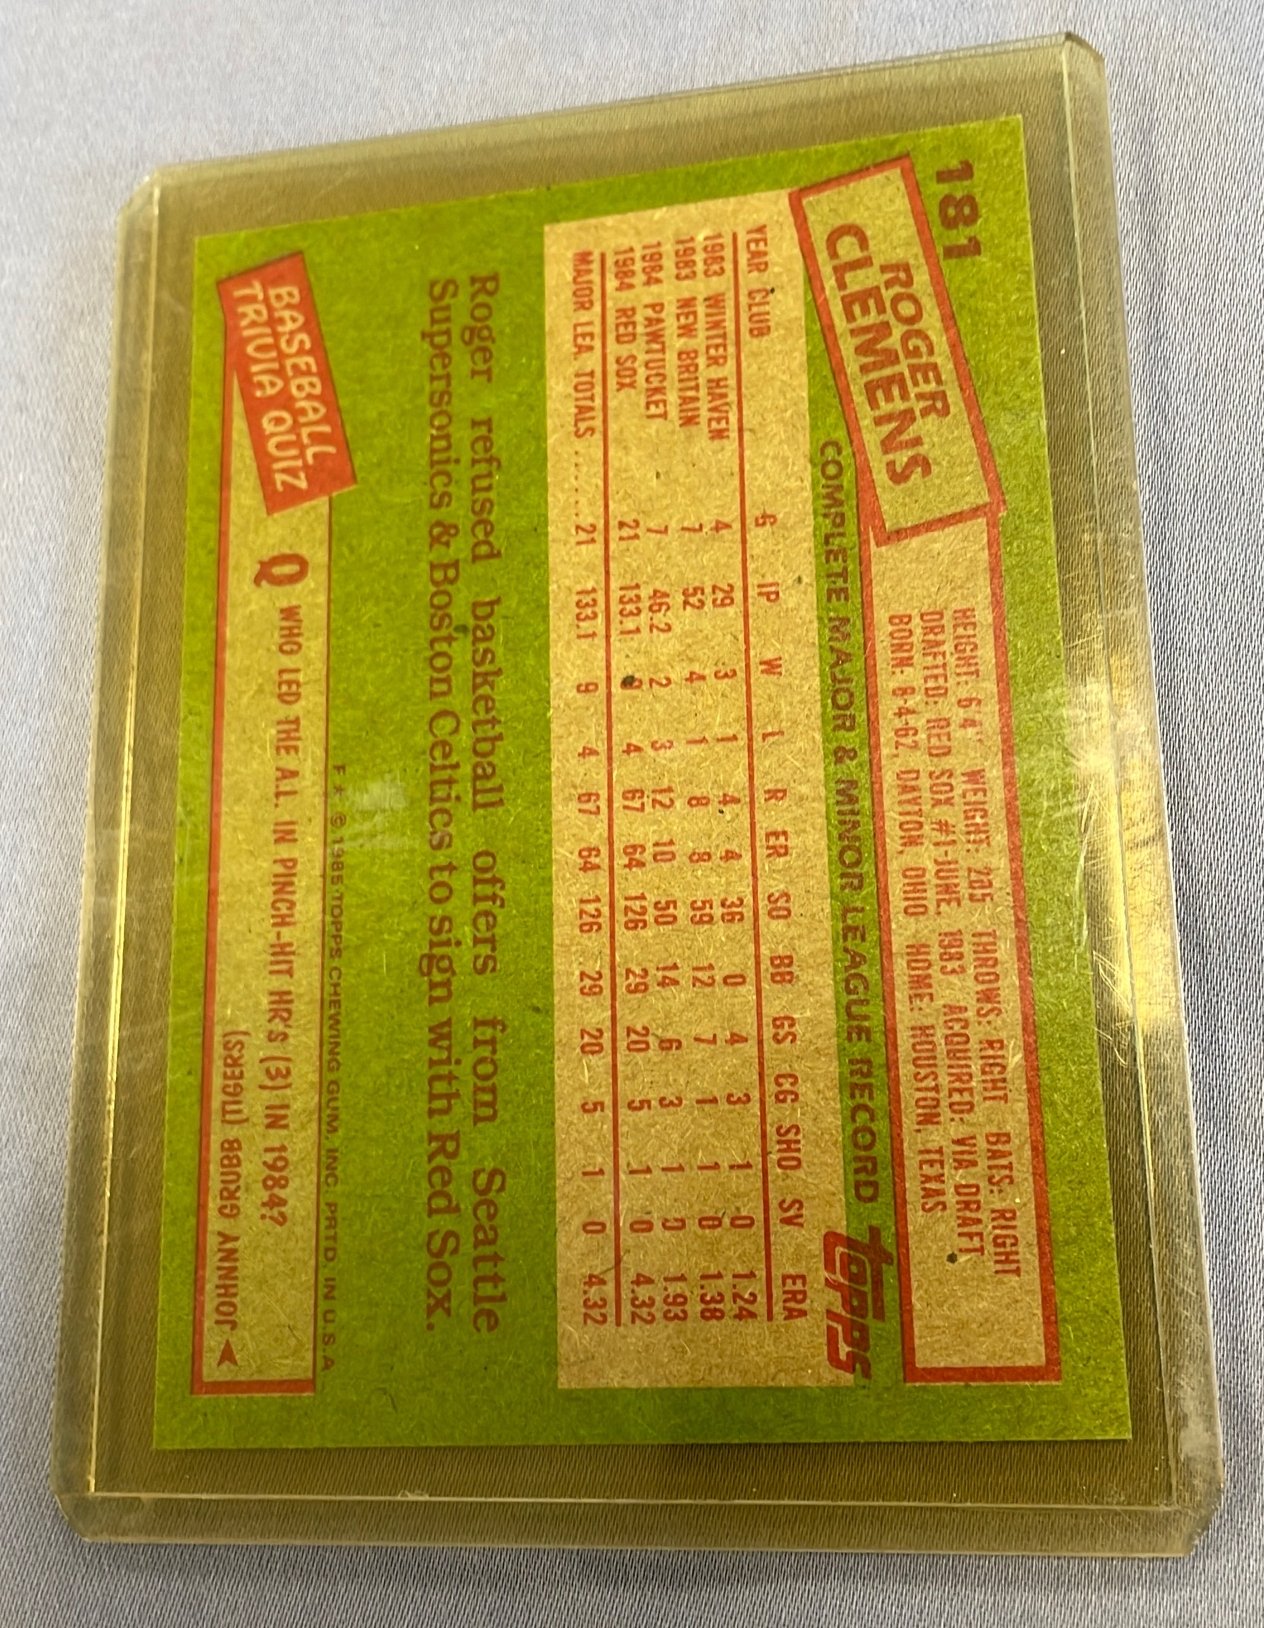 181
ROGER
CLEMENS
HEIGHT: 6'4" WEIGHT: 205 THROWS: RIGHT BATS: RIGHT
DRAFTED: RED SOX #1-JUNE, 1983 ACQUIRED: VIA DRAFT
BORN: 8-4-62, DAYTON, OHIO HOME: HOUSTON, TEXAS
COMPLETE MAJOR & MINOR LEAGUE RECORD TOPPS
YEAR CLUB G IP W L R ER SO BB GS CG SHO SV ERA
1983 WINTER HAVEN 4 29 3 1 4 4 36 0 4 3 1 0 1.24
1983 NEW BRITAIN 7 52 4 1 8 8 59 12 7 1 1 0 1.38
1984 PAWTUCKET 7 46.2 2 3 12 10 50 14 6 3 1 0 1.93
1984 RED SOX 21 133.1 9 4 67 64 126 29 20 5 1 0 4.32
MAJOR LEA. TOTALS ...... 21 133.1 9 4 67 64 126 29 20 5 1 0 4.32
Roger refused basketball offers from Seattle
Supersonics & Boston Celtics to sign with Red Sox.
F* © 1985 TOPPS CHEWING GUM, INC. PRTD. IN U.S.A.
BASEBALL
TRIVIA QUIZ
Q WHO LED THE A.L. IN PINCH-HIT HR'S (3) IN 1984?
JOHNNY GRUBB (TIGERS)